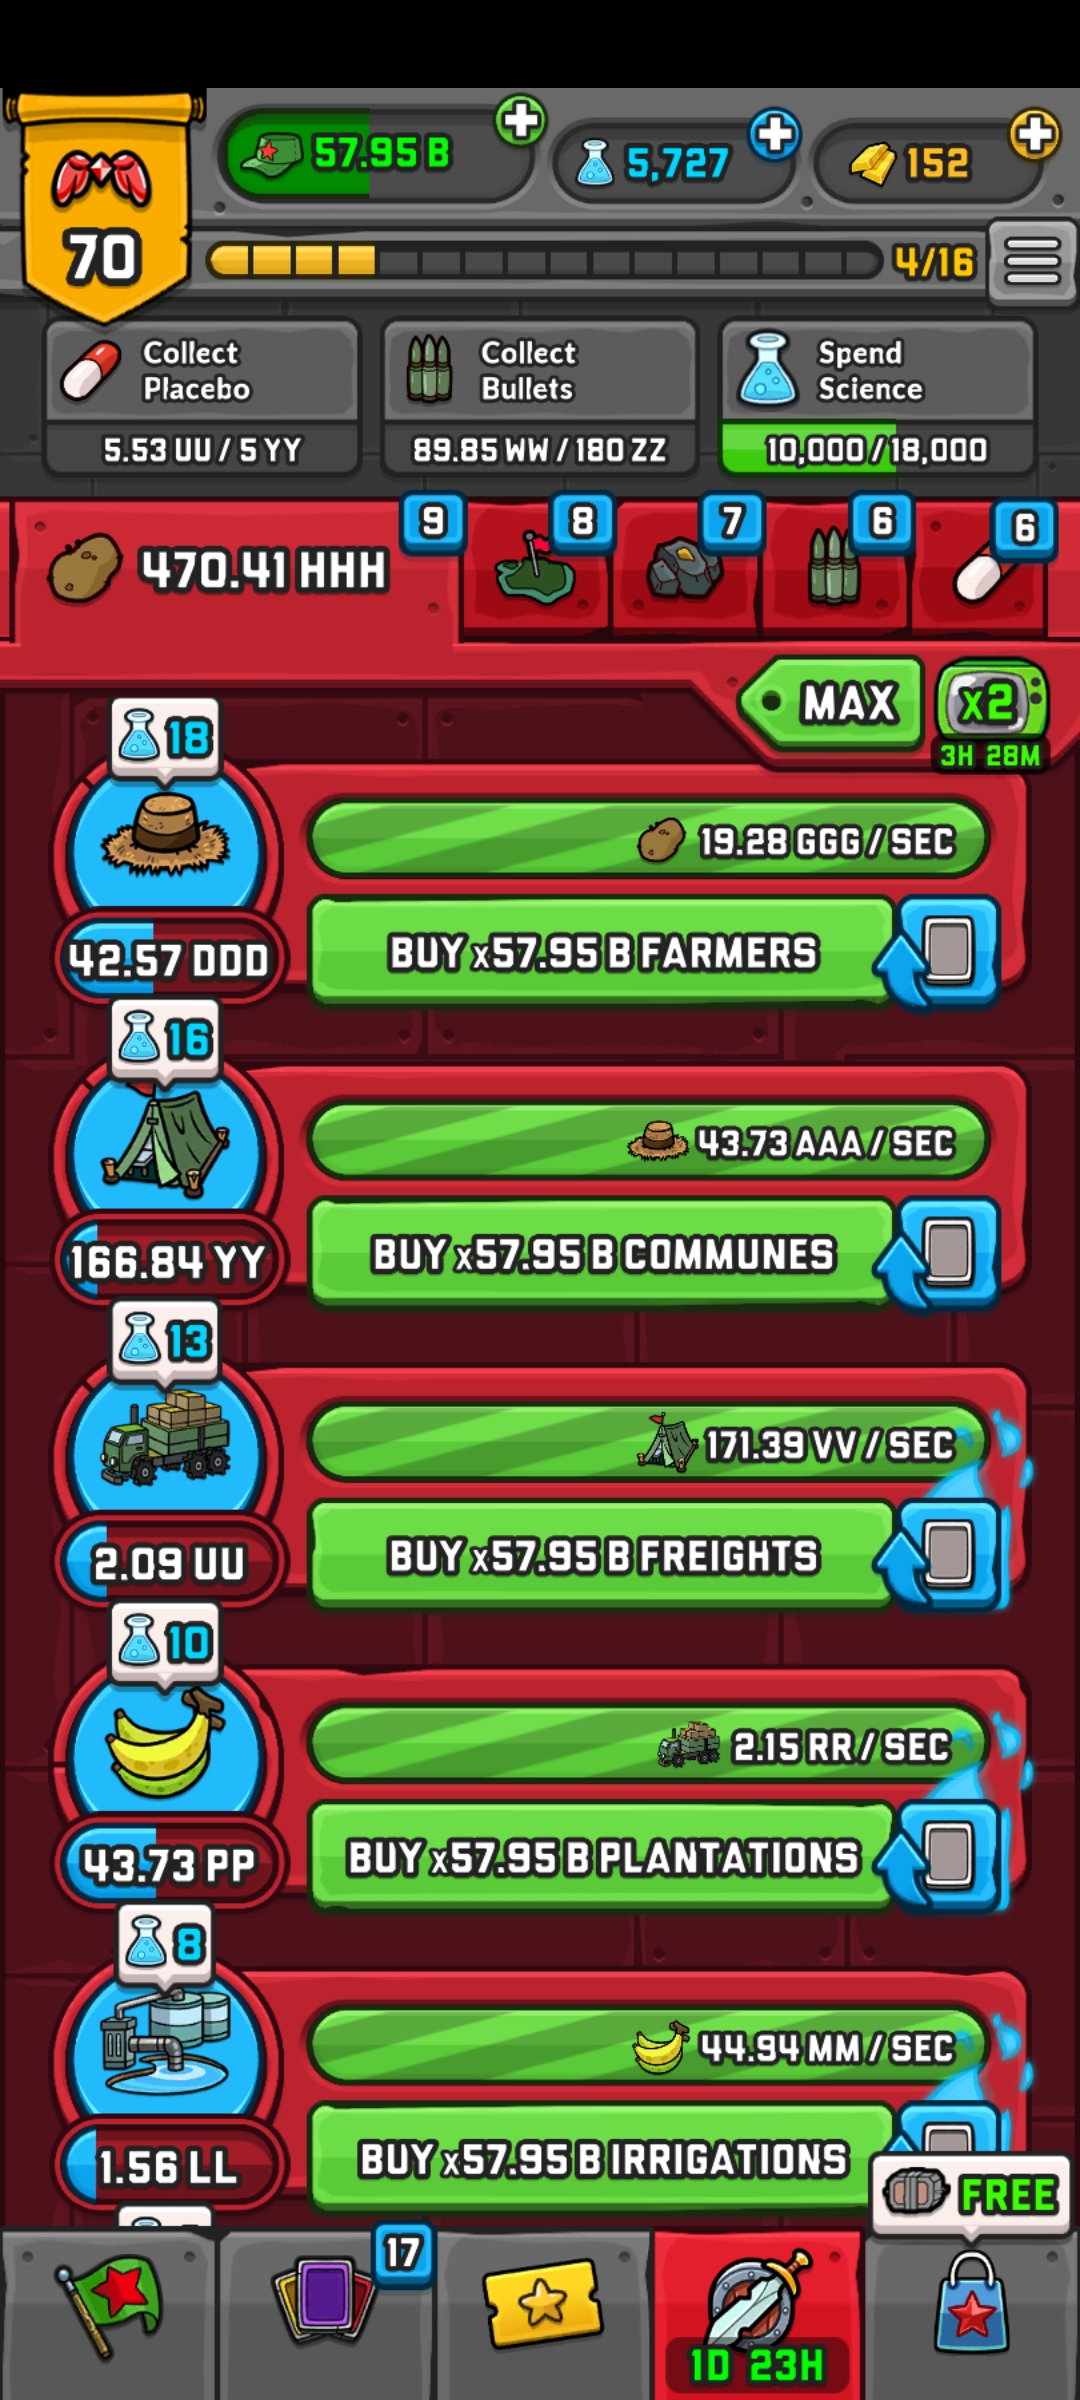 57.95 B
5,727
152
70
4/16
Collect
Placebo
5.53 UU / 5 YY
Collect
Bullets
89.85 WW / 180 ZZ
Spend
Science
10,000 / 18,000
470.41 HHH
9
8
7
6
6
MAX
x2
3H 28M
18
19.28 GGG / SEC
42.57 DDD
BUY x57.95 B FARMERS
16
43.73 AAA / SEC
166.84 YY
BUY x57.95 B COMMUNES
13
171.39 VV / SEC
2.09 UU
BUY x57.95 B FREIGHTS
10
2.15 RR / SEC
43.73 PP
BUY x57.95 B PLANTATIONS
8
44.94 MM / SEC
1.56 LL
BUY x57.95 B IRRIGATIONS
FREE
17
1D 23H